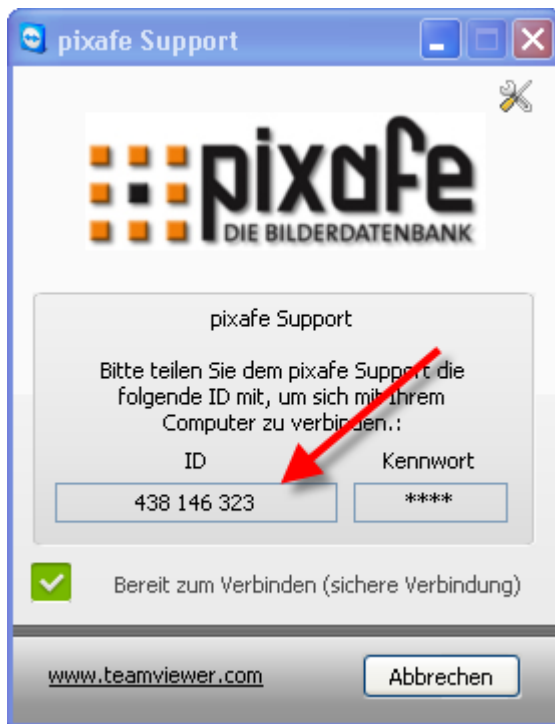 pixafe Support
pixafe
DIE BILDERDATENBANK
pixafe Support
Bitte teilen Sie dem pixafe Support die
folgende ID mit, um sich mit Ihrem
Computer zu verbinden.:
ID Kennwort
438 146 323 ****
Bereit zum Verbinden (sichere Verbindung)
www.teamviewer.com Abbrechen